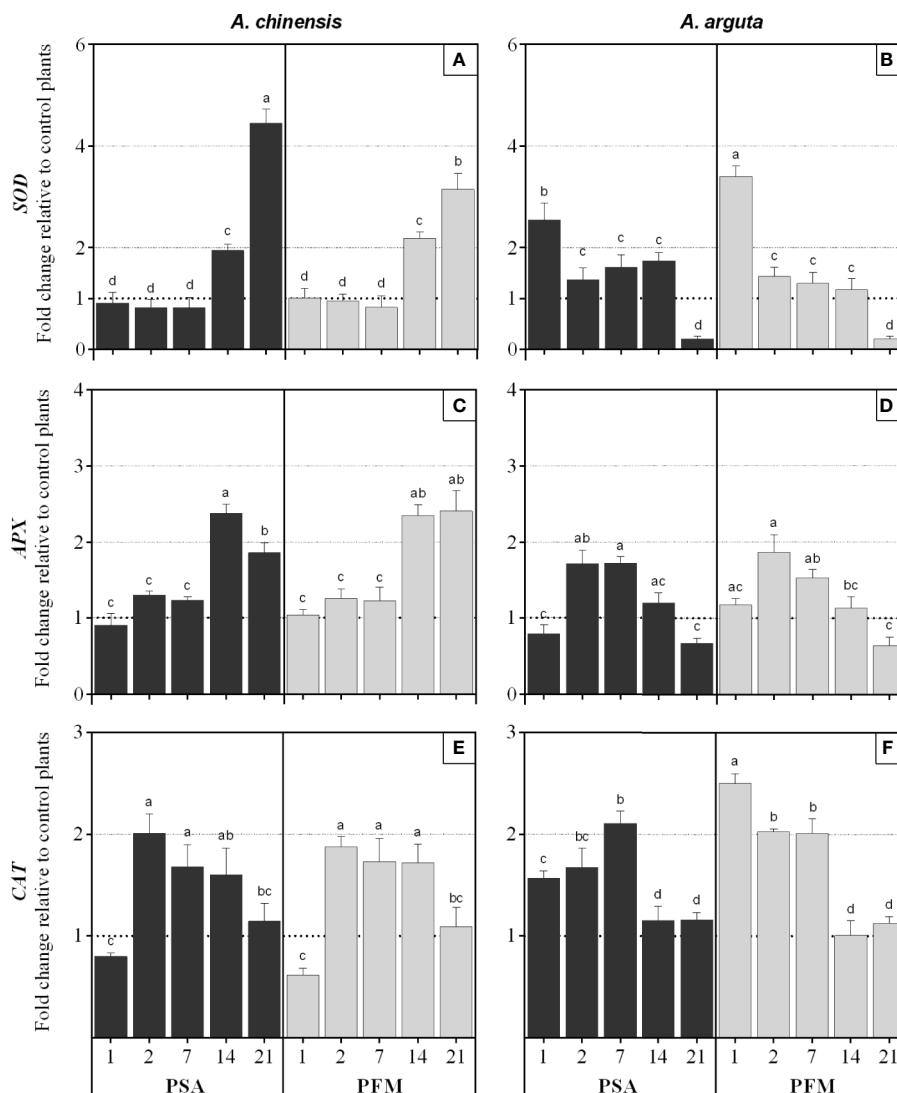 A. chinensis
A. arguta
SOD
Fold change relative to control plants
6
4
2
1
0
d d d c a
d d d c b
A
6
4
2
1
0
b c c c d
a c c c d
B
APX
Fold change relative to control plants
4
3
2
1
0
c c c a b
c c c ab ab
C
4
3
2
1
0
c ab a ac c
ac a ab bc c
D
CAT
Fold change relative to control plants
3
2
1
c a a ab bc
c a a a bc
E
3
2
1
c bc b d d
a b b d d
F
1 2 7 14 21 1 2 7 14 21
PSA PFM
1 2 7 14 21 1 2 7 14 21
PSA PFM